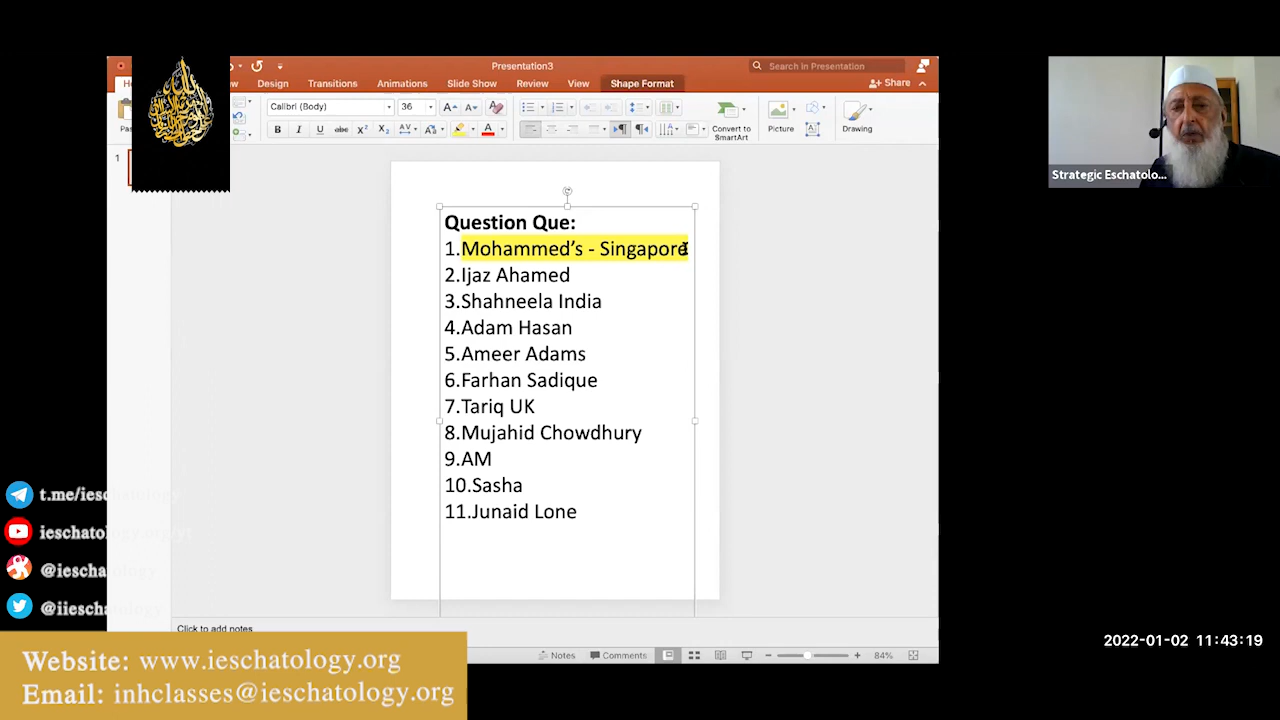 Presentation3
Search in Presentation
Design
Transitions
Animations
Slide Show
Review
View
Shape Format
Share
Calibri (Body)
36
Convert to
SmartArt
Picture
Drawing
1
Question Que:
1.Mohammed’s - Singapore
2.Ijaz Ahamed
3.Shahneela India
4.Adam Hasan
5.Ameer Adams
6.Farhan Sadique
7.Tariq UK
8.Mujahid Chowdhury
9.AM
10.Sasha
11.Junaid Lone
Strategic Eschatolo...
t.me/ieschatology
ieschatology
@ieschatology
@iieschatology
Click to add notes
Notes
Comments
84%
2022-01-02 11:43:19
Website: www.ieschatology.org
Email: inhclasses@ieschatology.org